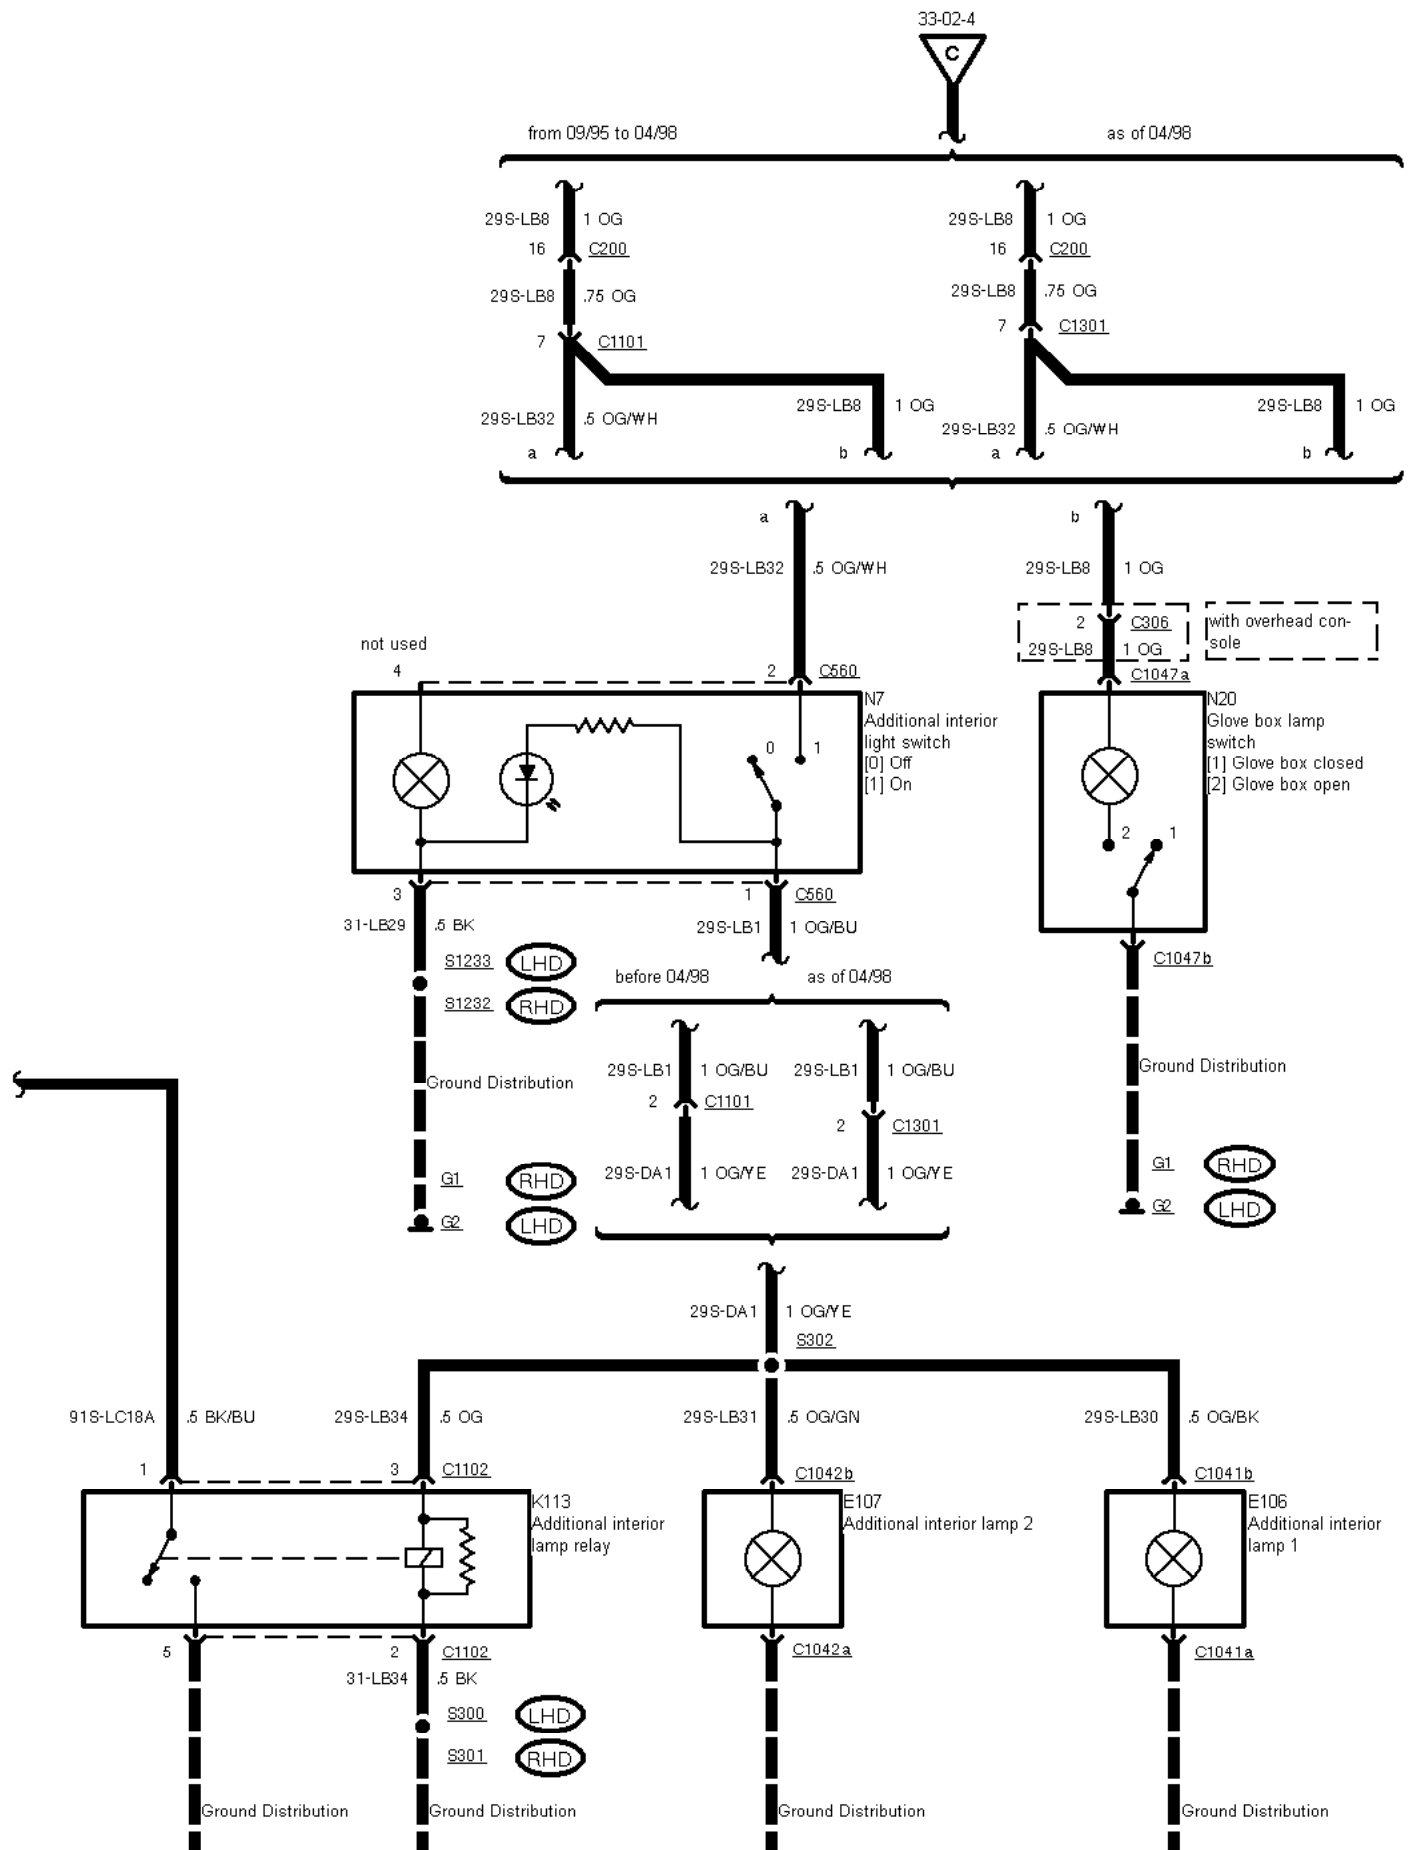 33-02-4
C
from 09/95 to 04/98
as of 04/98
29S-LB8 1 OG
29S-LB8 1 OG
16 C200
16 C200
29S-LB8 .75 OG
29S-LB8 .75 OG
7 C1101
7 C1301
29S-LB32 .5 OG/WH
29S-LB8 1 OG
29S-LB32 .5 OG/WH
29S-LB8 1 OG
a
b
a
b
a
b
29S-LB32 .5 OG/WH
29S-LB8 1 OG
2 C306
29S-LB8 1 OG
with overhead con-
sole
not used
4
2 C560
C1047a
N7
Additional interior
light switch
[0] Off
[1] On
0 1
N20
Glove box lamp
switch
[1] Glove box closed
[2] Glove box open
2 1
3
1 C560
31-LB29 .5 BK
29S-LB1 1 OG/BU
C1047b
S1233 LHD
S1232 RHD
before 04/98
as of 04/98
Ground Distribution
Ground Distribution
29S-LB1 1 OG/BU
29S-LB1 1 OG/BU
2 C1101
2 C1301
29S-DA1 1 OG/YE
29S-DA1 1 OG/YE
G1 RHD
G2 LHD
G1 RHD
G2 LHD
29S-DA1 1 OG/YE
S302
91S-LC18A .5 BK/BU
29S-LB34 .5 OG
29S-LB31 .5 OG/GN
29S-LB30 .5 OG/BK
1
3 C1102
C1042b
C1041b
K113
Additional interior
lamp relay
E107
Additional interior lamp 2
E106
Additional interior
lamp 1
5
2 C1102
C1042a
C1041a
31-LB34 .5 BK
S300 LHD
S301 RHD
Ground Distribution
Ground Distribution
Ground Distribution
Ground Distribution